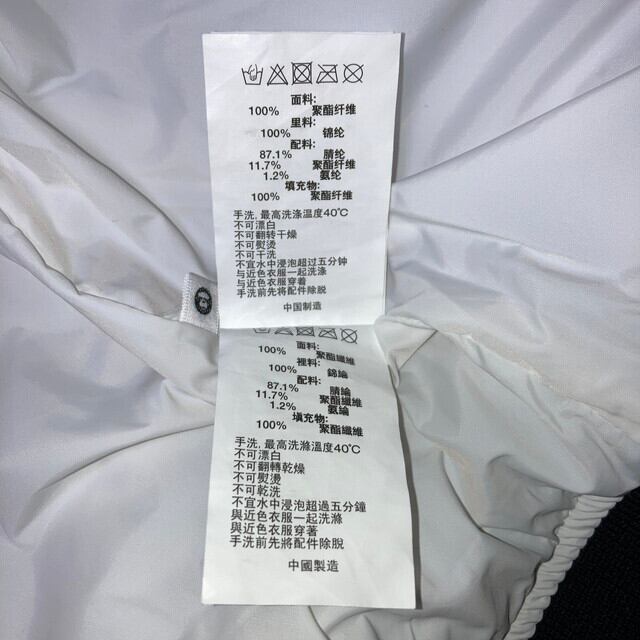 面料:
100% 聚酯纤维
里料:
100% 锦纶
配料:
87.1% 腈纶
11.7% 聚酯纤维
1.2% 氨纶
填充物:
100% 聚酯纤维
手洗, 最高洗涤温度40℃
不可漂白
不可翻转干燥
不可熨烫
不可干洗
不宜水中浸泡超过五分钟
与近色衣服一起洗涤
与近色衣服穿着
手洗前先将配件除脱
中国制造
面料:
100% 聚酯纖維
裡料:
100% 錦綸
配料:
87.1% 腈綸
11.7% 聚酯纖維
1.2% 氨綸
填充物:
100% 聚酯纖維
手洗, 最高洗滌溫度40℃
不可漂白
不可翻轉乾燥
不可熨燙
不可乾洗
不宜水中浸泡超過五分鐘
與近色衣服一起洗滌
與近色衣服穿著
手洗前先將配件除脫
中國製造